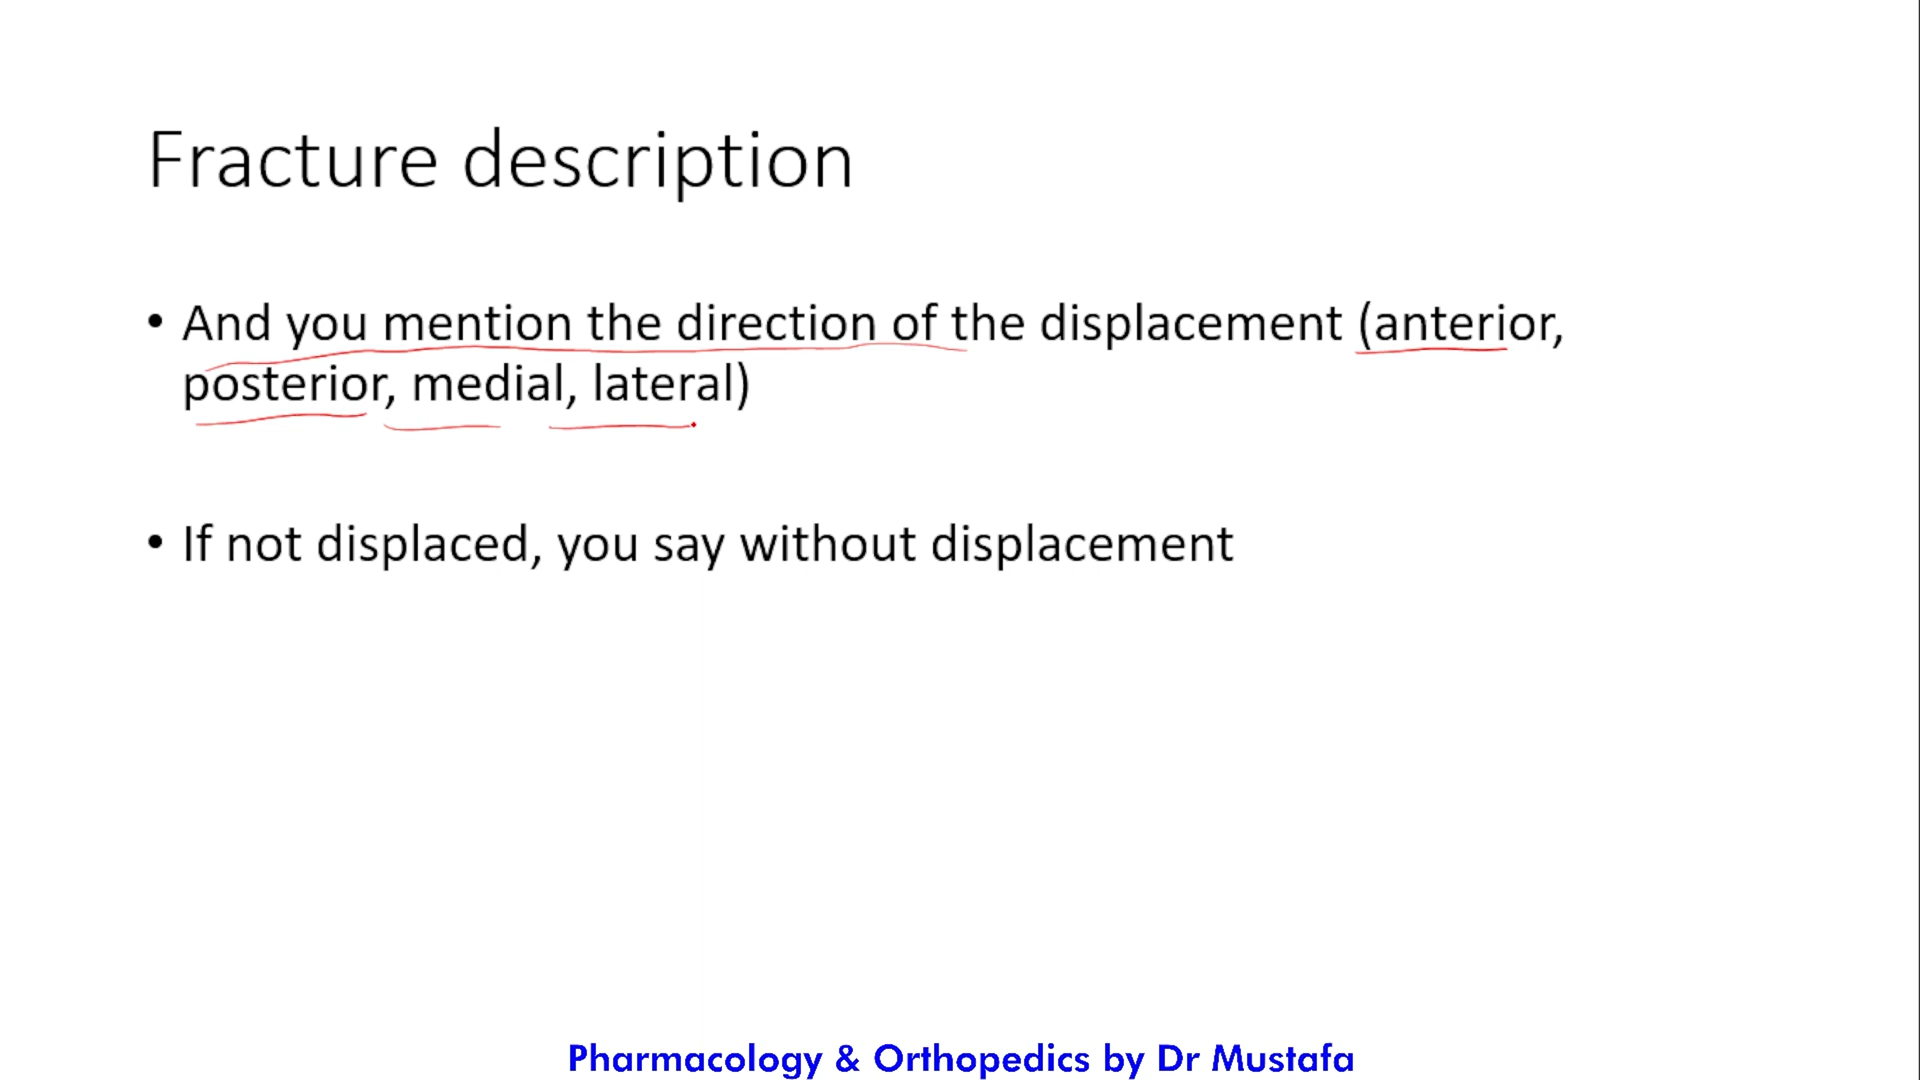 Fracture description
• And you mention the direction of the displacement (anterior,
posterior, medial, lateral)
• If not displaced, you say without displacement
Pharmacology & Orthopedics by Dr Mustafa